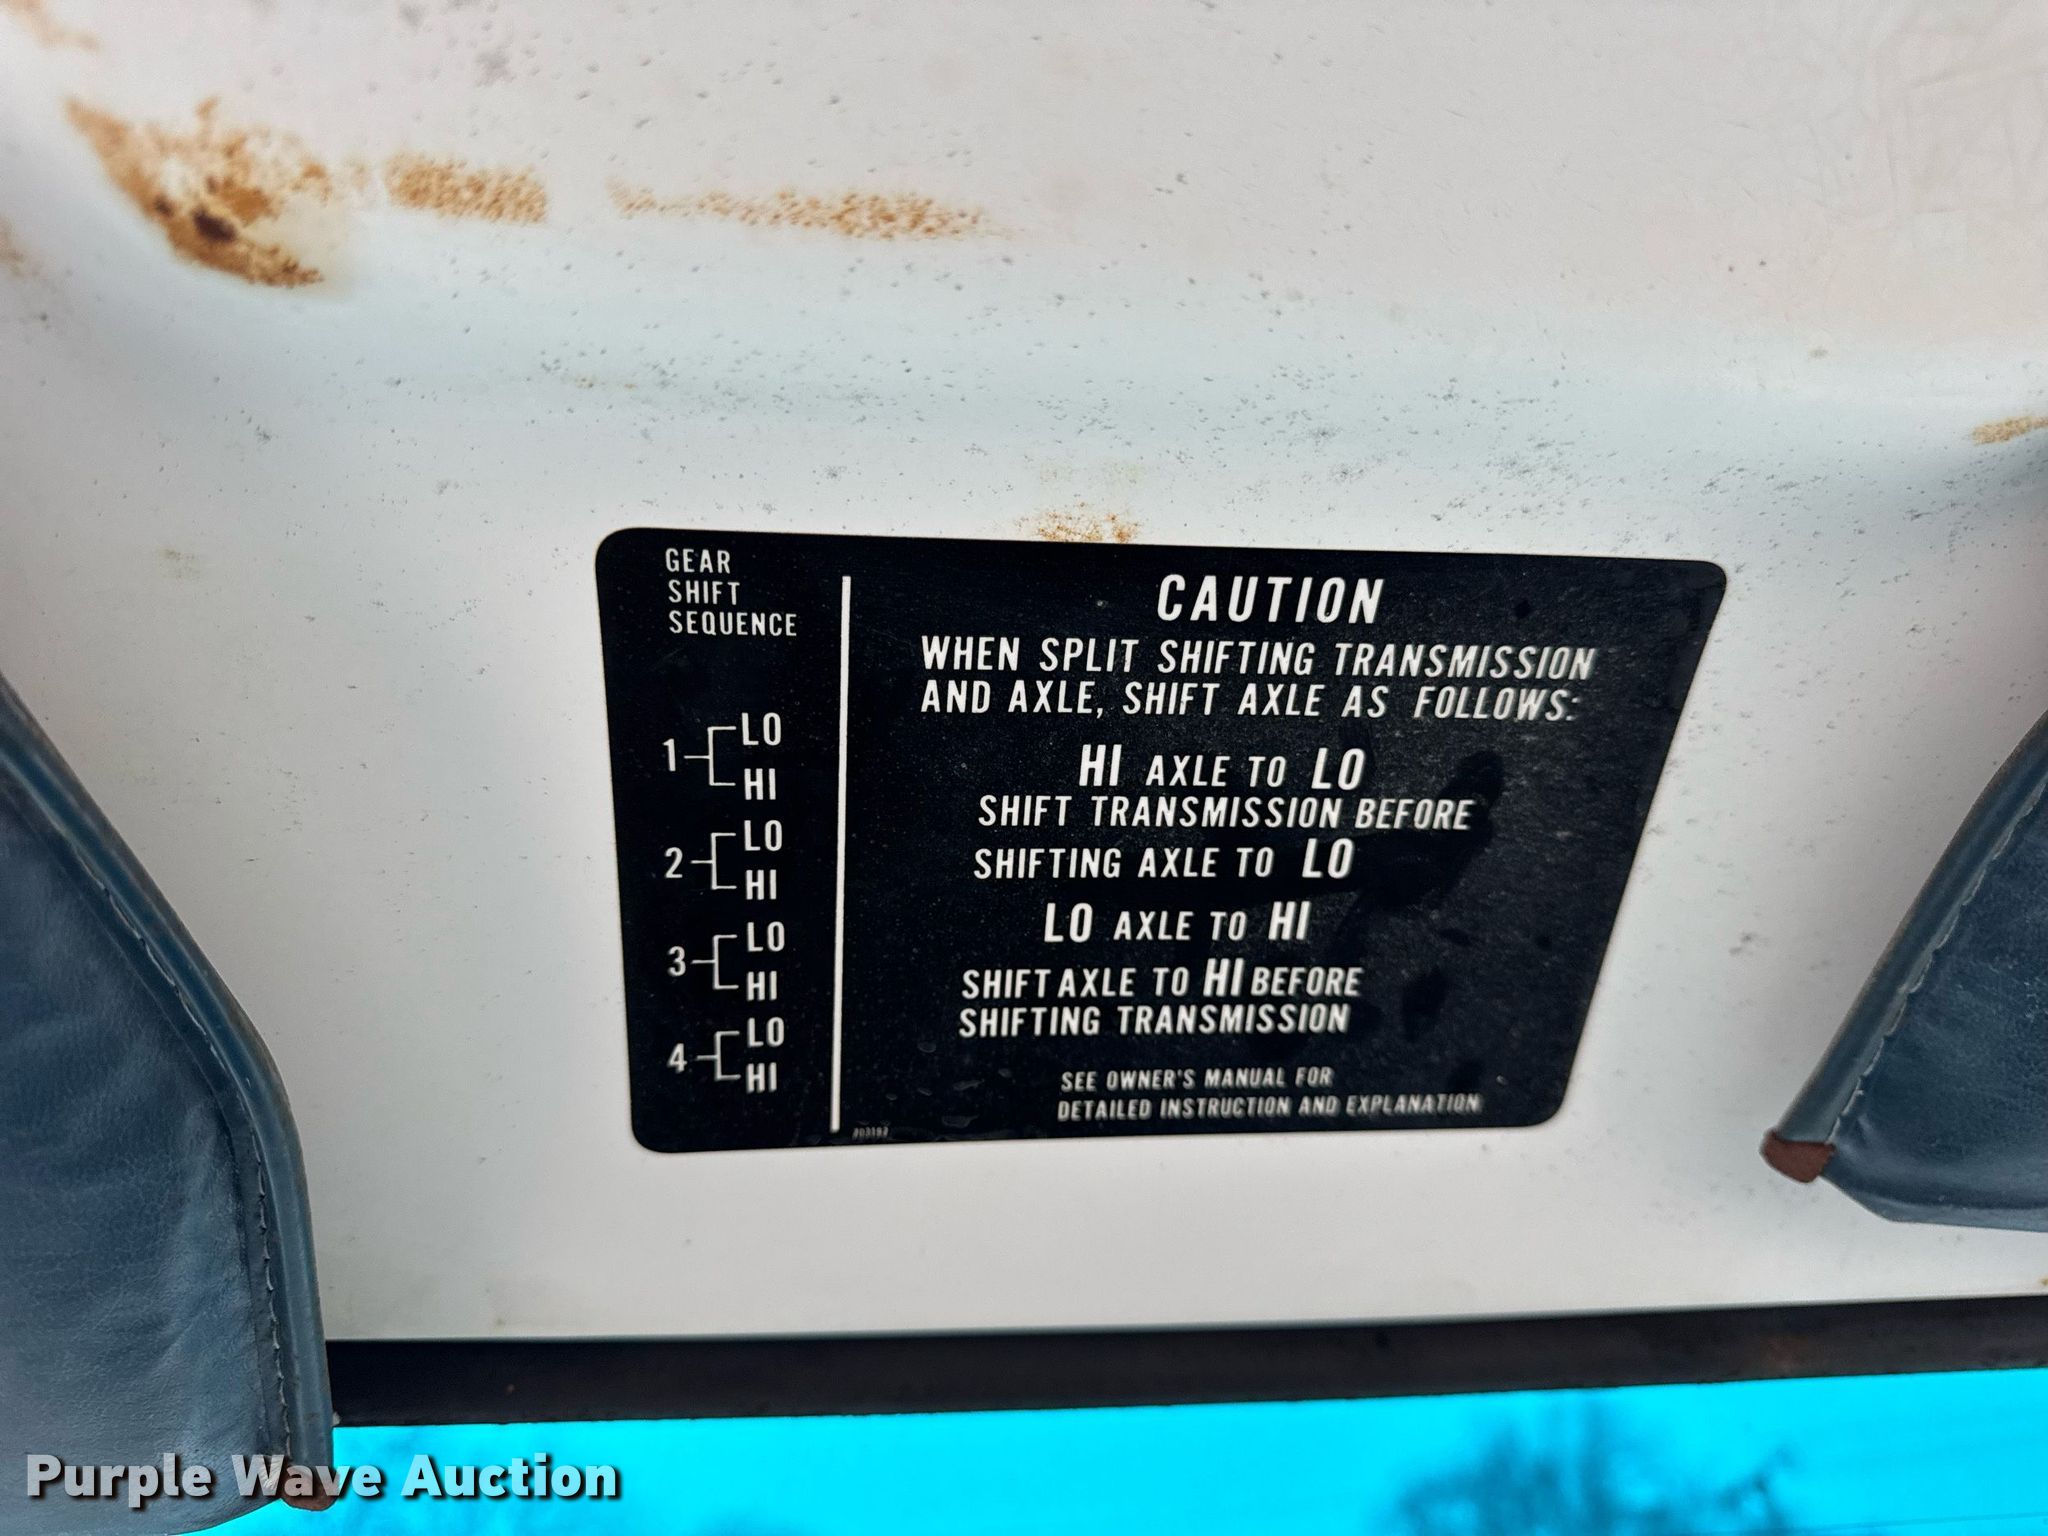 GEAR
SHIFT
SEQUENCE
1 LO
HI
2 LO
HI
3 LO
HI
4 LO
HI
CAUTION
WHEN SPLIT SHIFTING TRANSMISSION
AND AXLE, SHIFT AXLE AS FOLLOWS:
HI AXLE TO LO
SHIFT TRANSMISSION BEFORE
SHIFTING AXLE TO LO
LO AXLE TO HI
SHIFT AXLE TO HI BEFORE
SHIFTING TRANSMISSION
SEE OWNER'S MANUAL FOR
DETAILED INSTRUCTION AND EXPLANATION
Purple Wave Auction